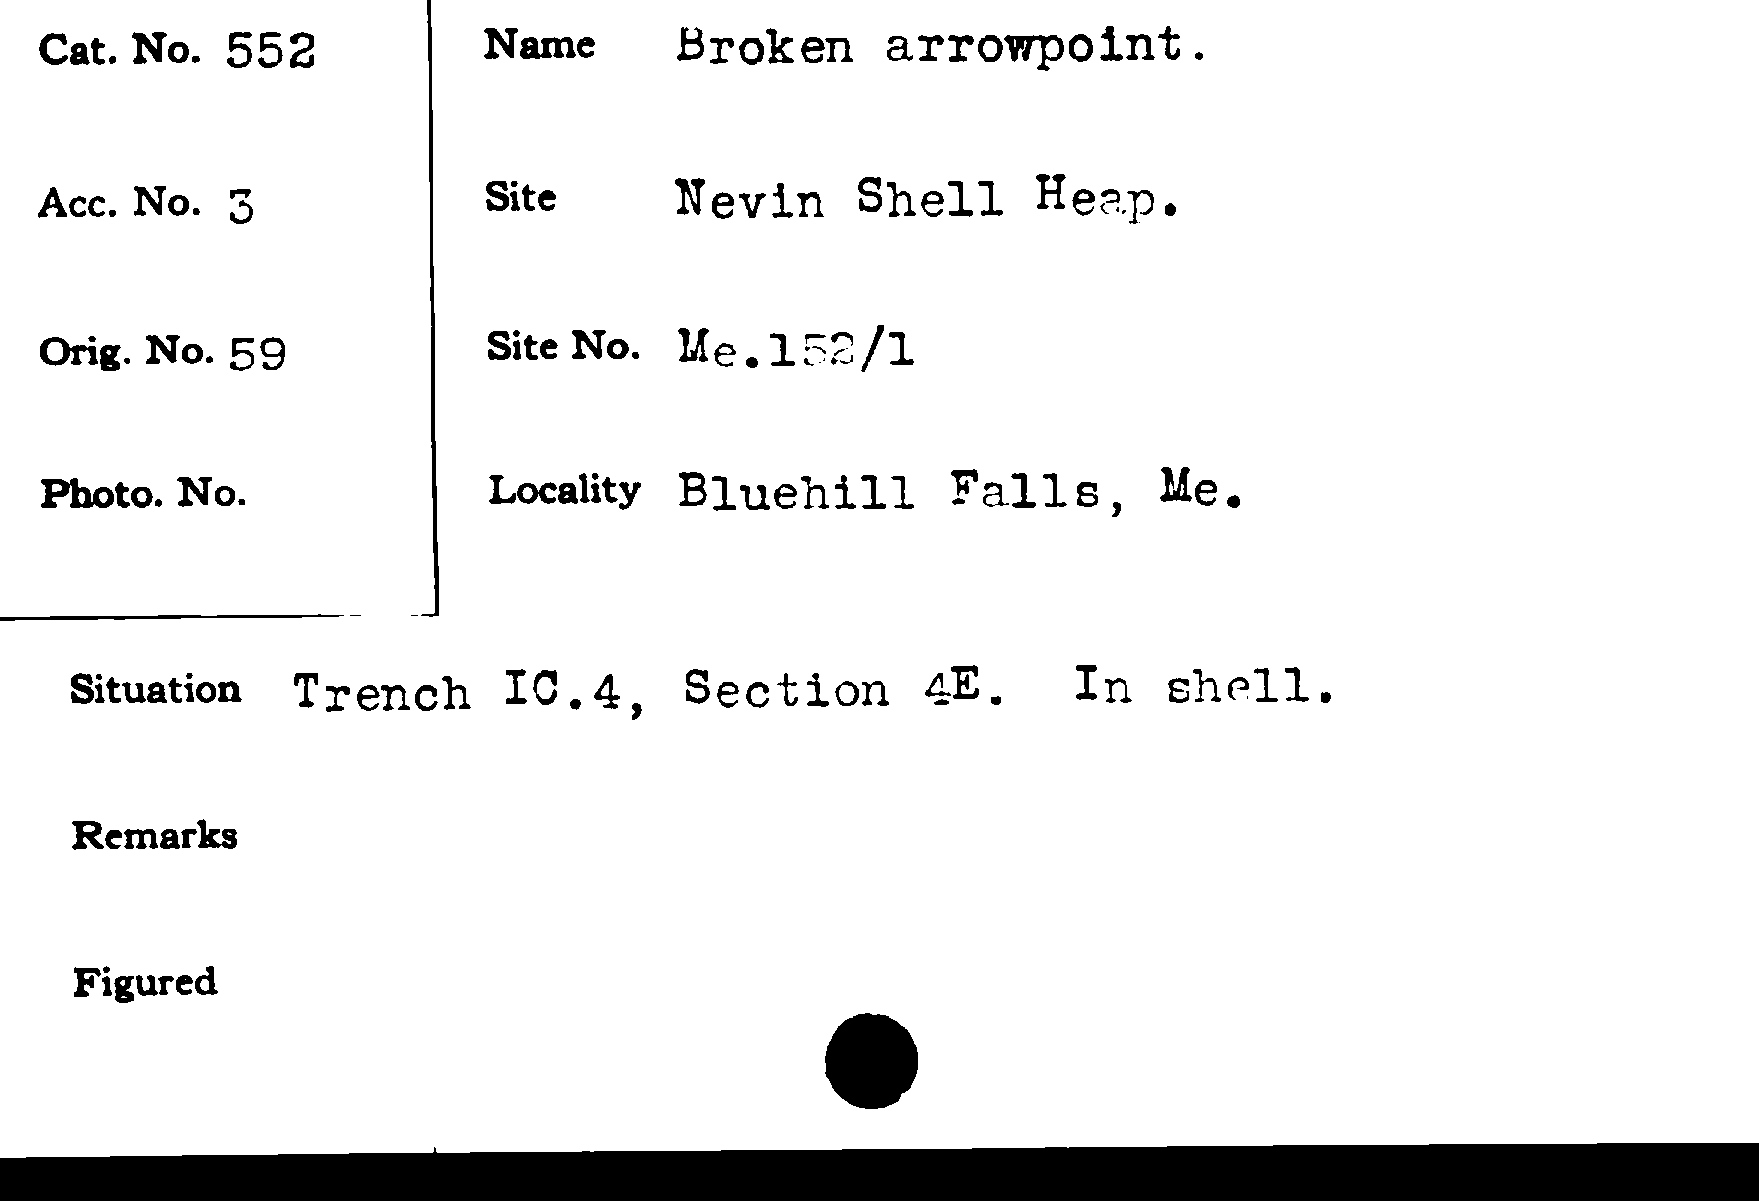 Cat. No. 552
Name Broken arrowpoint.
Acc. No. 3
Site Nevin Shell Heap.
Orig. No. 59
Site No. Me.152/1
Photo. No.
Locality Bluehill Falls, Me.
Situation Trench IC.4, Section 4E. In shell.
Remarks
Figured